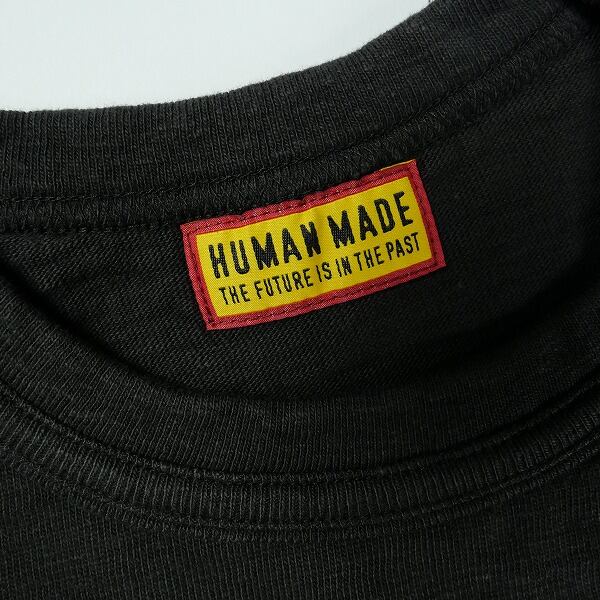 HUMAN MADE
THE FUTURE IS IN THE PAST